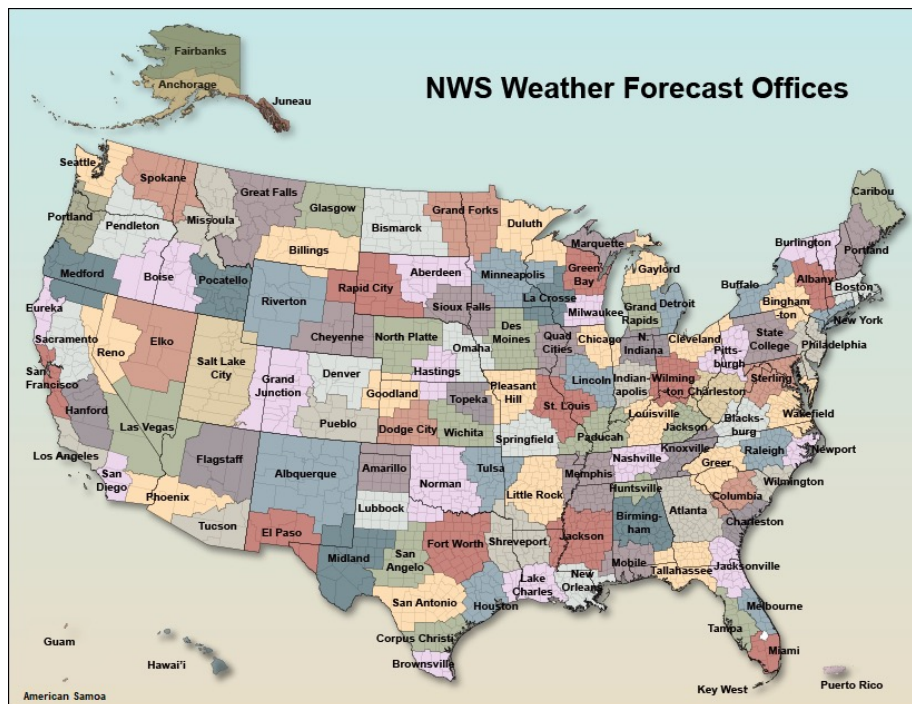 NWS Weather Forecast Offices
Fairbanks
Anchorage
Juneau
Seattle
Spokane
Portland
Pendleton
Missoula
Great Falls
Glasgow
Billings
Bismarck
Grand Forks
Duluth
Marquette
Caribou
Portland
Burlington
Medford
Boise
Pocatello
Riverton
Rapid City
Aberdeen
Minneapolis
Green
Bay
Gaylord
Buffalo
Albany
Boston
Eureka
Sacramento
Reno
Elko
Salt Lake
City
Cheyenne
North Platte
Sioux Falls
La Crosse
Milwaukee
Grand
Rapids
Detroit
Bingham
-ton
New York
San
Francisco
Hanford
Las Vegas
Grand
Junction
Denver
Pueblo
Goodland
Hastings
Omaha
Des
Moines
Quad
Cities
Chicago
N.
Indiana
Cleveland
Pitts-
burgh
State
College
Philadelphia
Los Angeles
San
Diego
Phoenix
Tucson
Flagstaff
Albuquerque
Dodge City
Topeka
Wichita
Pleasant
Hill
St. Louis
Lincoln
Indian-
apolis
Wilming
-ton
Charleston
Sterling
Wakefield
El Paso
Amarillo
Lubbock
Norman
Tulsa
Springfield
Paducah
Louisville
Jackson
Blacks-
burg
Raleigh
Newport
Midland
San
Angelo
Fort Worth
Little Rock
Memphis
Nashville
Knoxville
Greer
Columbia
Wilmington
Charleston
San Antonio
Shreveport
Jackson
Huntsville
Birming-
ham
Atlanta
Corpus Christi
Brownsville
Houston
Lake
Charles
New
Orleans
Mobile
Tallahassee
Jacksonville
Melbourne
Tampa
Miami
Key West
Puerto Rico
Guam
Hawai'i
American Samoa